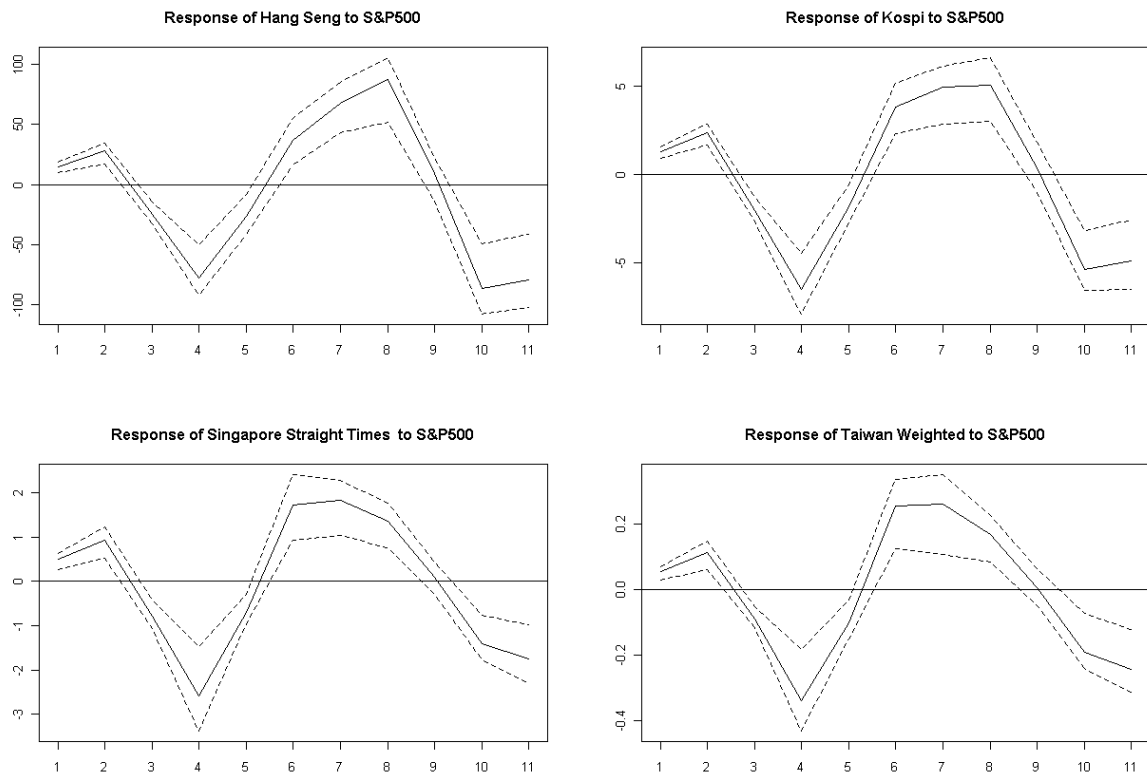 Response of Hang Seng to S&P500
100
50
0
-50
-100
1 2 3 4 5 6 7 8 9 10 11
Response of Kospi to S&P500
5
0
-5
1 2 3 4 5 6 7 8 9 10 11
Response of Singapore Straight Times to S&P500
2
1
0
-1
-2
-3
1 2 3 4 5 6 7 8 9 10 11
Response of Taiwan Weighted to S&P500
0.2
0.0
-0.2
-0.4
1 2 3 4 5 6 7 8 9 10 11